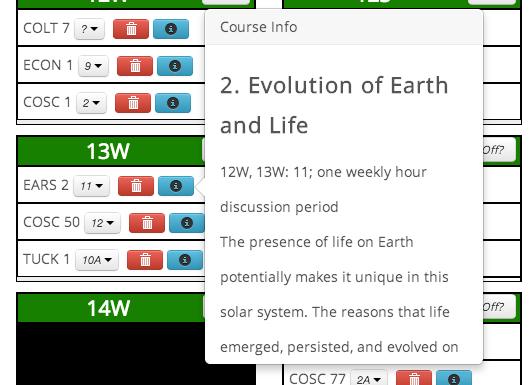 12W
COLT 7 ?
ECON 1 9
COSC 1 2
13W
EARS 2 11
COSC 50 12
TUCK 1 10A
14W
Course Info
2. Evolution of Earth
and Life
12W, 13W: 11; one weekly hour
discussion period
The presence of life on Earth
potentially makes it unique in this
solar system. The reasons that life
emerged, persisted, and evolved on
Off?
Off?
COSC 77 2A